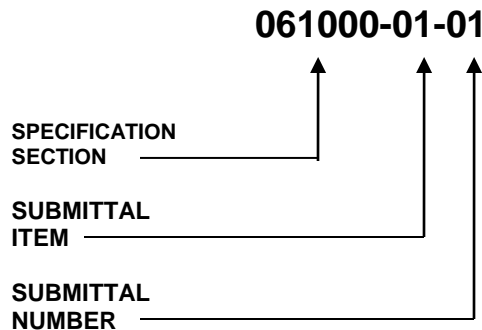 061000-01-01
SPECIFICATION
SECTION
SUBMITTAL
ITEM
SUBMITTAL
NUMBER